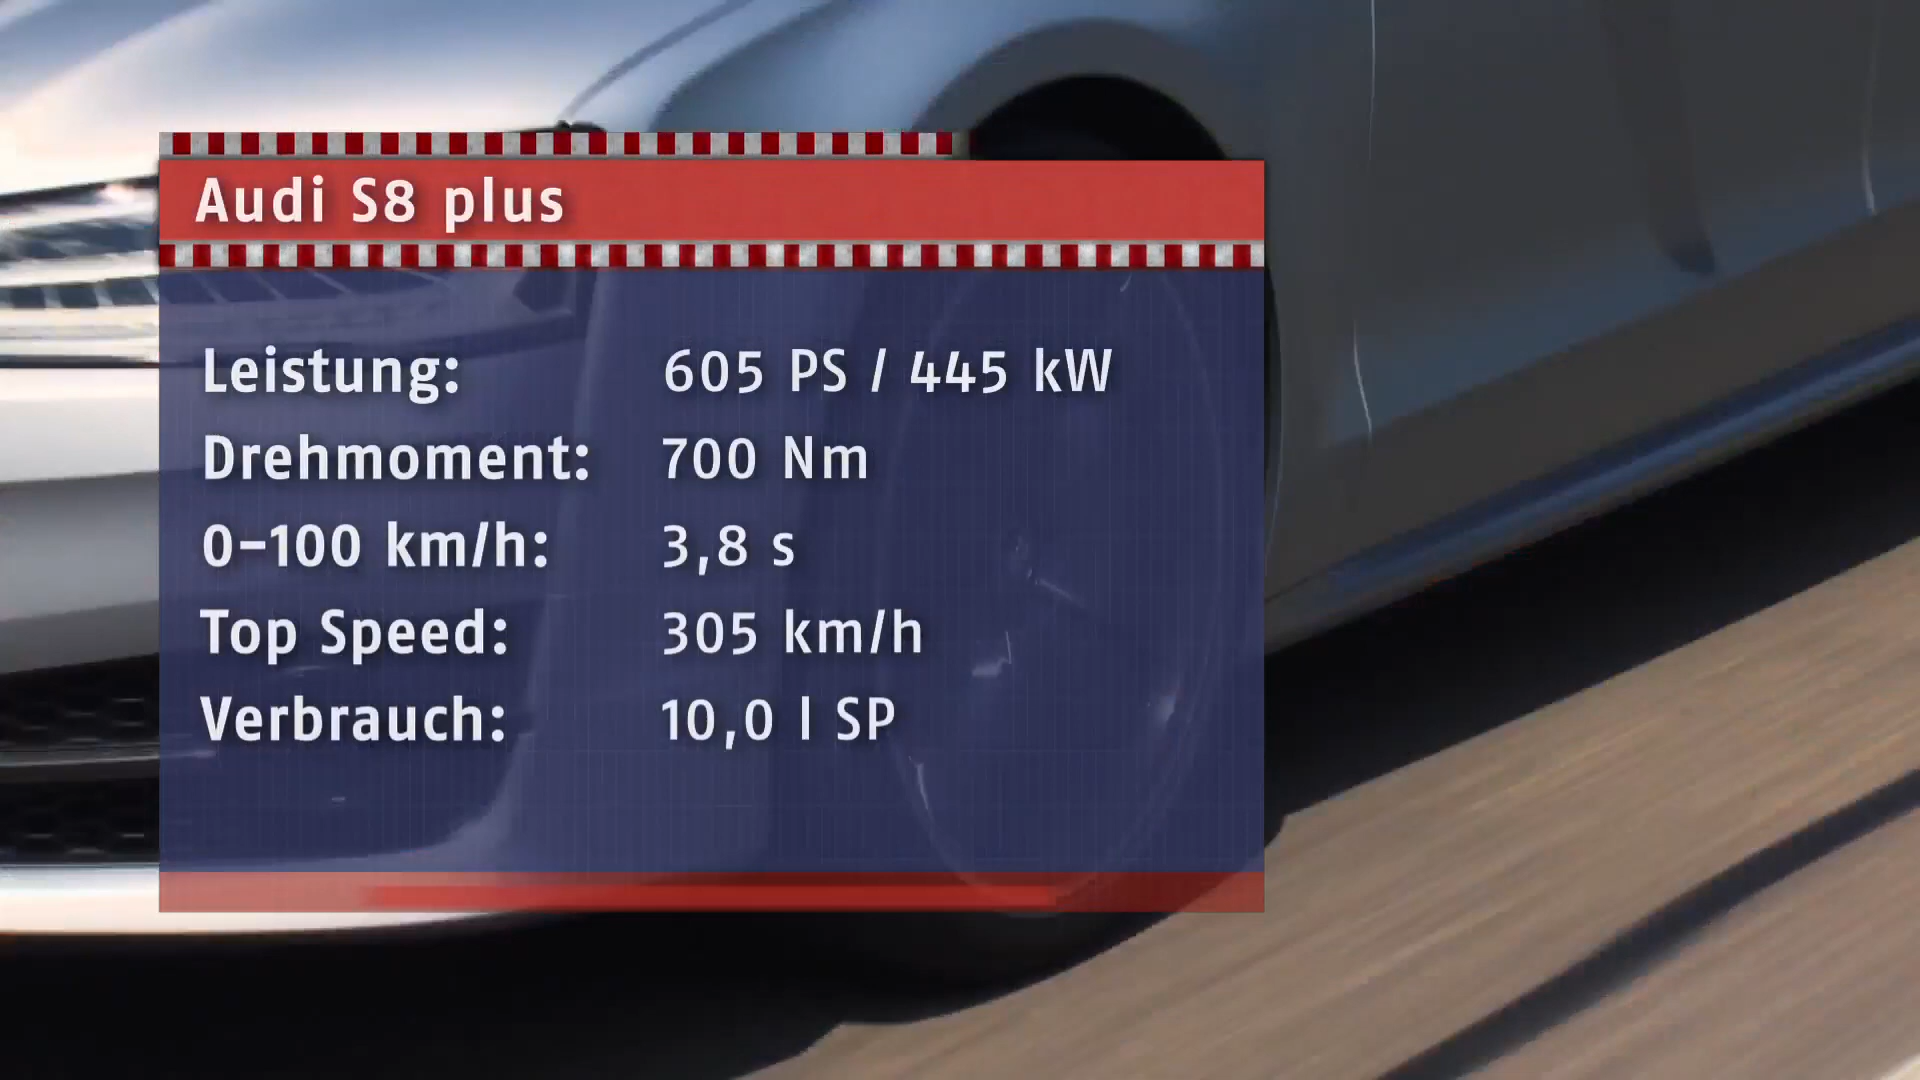 Audi S8 plus
Leistung: 605 PS / 445 kW
Drehmoment: 700 Nm
0-100 km/h: 3,8 s
Top Speed: 305 km/h
Verbrauch: 10,0 l SP